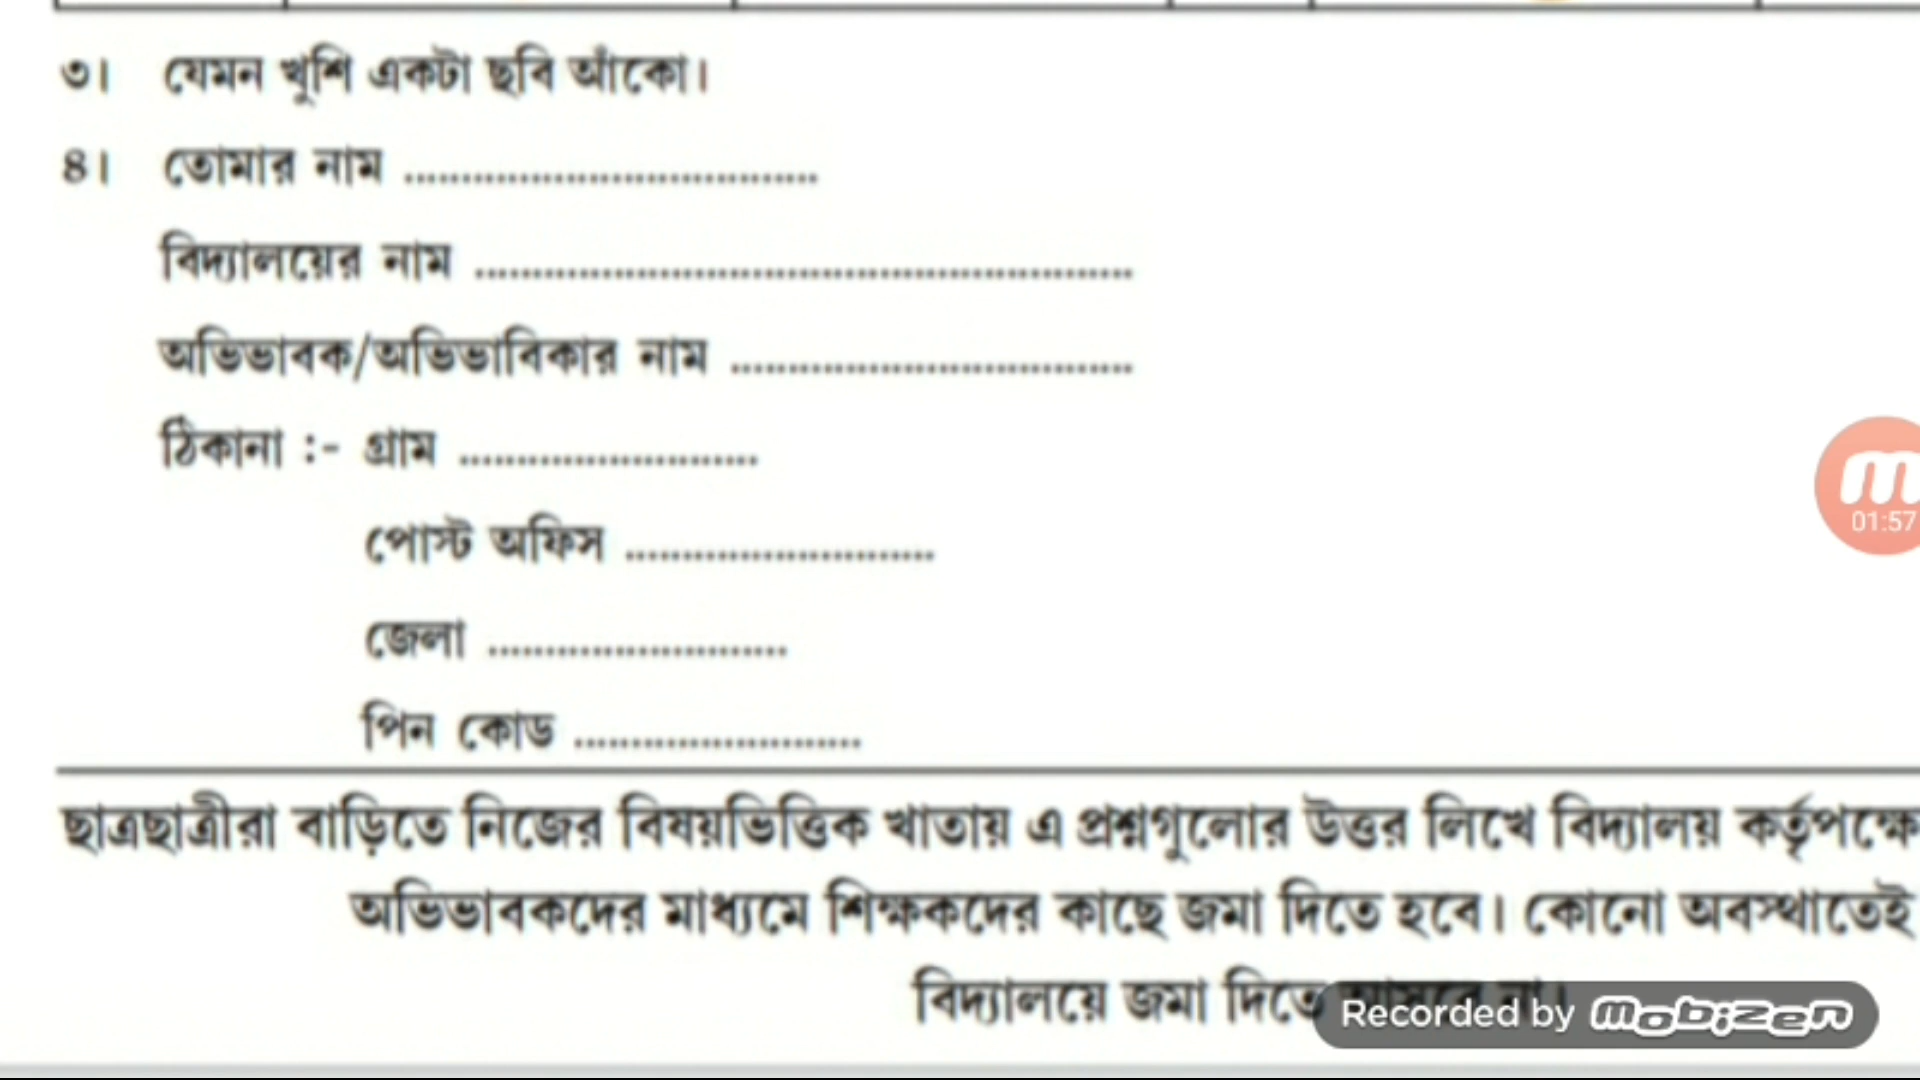 ৩। যেমন খুশি একটা ছবি আঁকো।
৪। তোমার নাম ....................................
বিদ্যালয়ের নাম .........................................................
অভিভাবক/অভিভাবিকার নাম ...................................
ঠিকানা :- গ্রাম ..........................
পোস্ট অফিস ...........................
জেলা ..........................
পিন কোড .........................
ছাত্রছাত্রীরা বাড়িতে নিজের বিষয়ভিত্তিক খাতায় এ প্রশ্নগুলোর উত্তর লিখে বিদ্যালয় কর্তৃপক্ষে
অভিভাবকদের মাধ্যমে শিক্ষকদের কাছে জমা দিতে হবে। কোনো অবস্থাতেই
বিদ্যালয়ে জমা দিতে আসবে না।
m
01:57
Recorded by mobizen